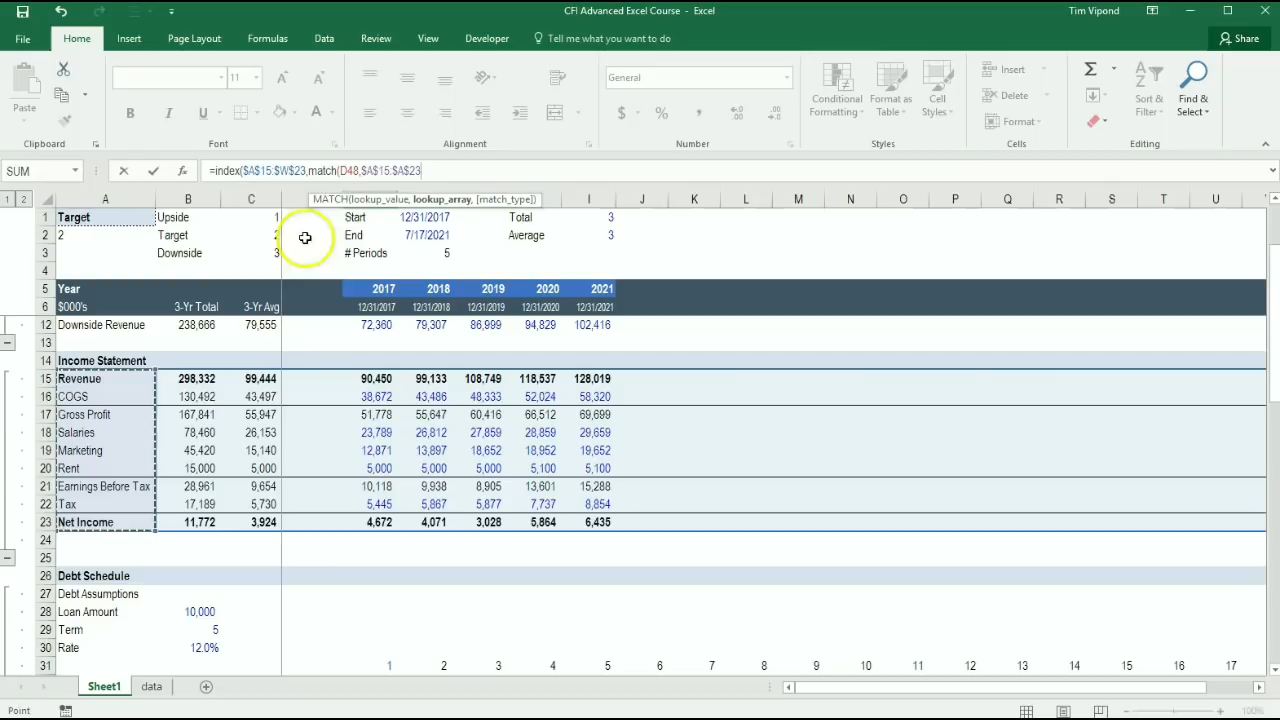 CFI Advanced Excel Course - Excel
Tim Vipond
File Home Insert Page Layout Formulas Data Review View Developer Tell me what you want to do Share
Paste
Clipboard
11
B I U A
Font
Alignment
General
$ % ,
Number
Conditional Formatting
Format as Table
Cell Styles
Styles
Insert
Delete
Format
Cells
Σ
Sort & Filter
Find & Select
Editing
SUM fx =index($A$15:$W$23,match(D48,$A$15:$A$23
MATCH(lookup_value, lookup_array, [match_type])
1 2 A B C I J K L M N O P Q R S T U
1 Target Upside 1 Start 12/31/2017 Total 3
2 2 Target 2 End 7/17/2021 Average 3
3 Downside 3 # Periods 5
4
5 Year 2017 2018 2019 2020 2021
6 $000's 3-Yr Total 3-Yr Avg 12/31/2017 12/31/2018 12/31/2019 12/31/2020 12/31/2021
12 Downside Revenue 238,666 79,555 72,360 79,307 86,999 94,829 102,416
13
14 Income Statement
15 Revenue 298,332 99,444 90,450 99,133 108,749 118,537 128,019
16 COGS 130,492 43,497 38,672 43,486 48,333 52,024 58,320
17 Gross Profit 167,841 55,947 51,778 55,647 60,416 66,512 69,699
18 Salaries 78,460 26,153 23,789 26,812 27,859 28,859 29,659
19 Marketing 45,420 15,140 12,871 13,897 18,652 18,952 19,652
20 Rent 15,000 5,000 5,000 5,000 5,000 5,100 5,100
21 Earnings Before Tax 28,961 9,654 10,118 9,938 8,905 13,601 15,288
22 Tax 17,189 5,730 5,445 5,867 5,877 7,737 8,854
23 Net Income 11,772 3,924 4,672 4,071 3,028 5,864 6,435
24
25
26 Debt Schedule
27 Debt Assumptions
28 Loan Amount 10,000
29 Term 5
30 Rate 12.0%
31 1 2 3 4 5 6 7 8 9 10 11 12 13 14 15 16 17
Sheet1 data
Point 100%